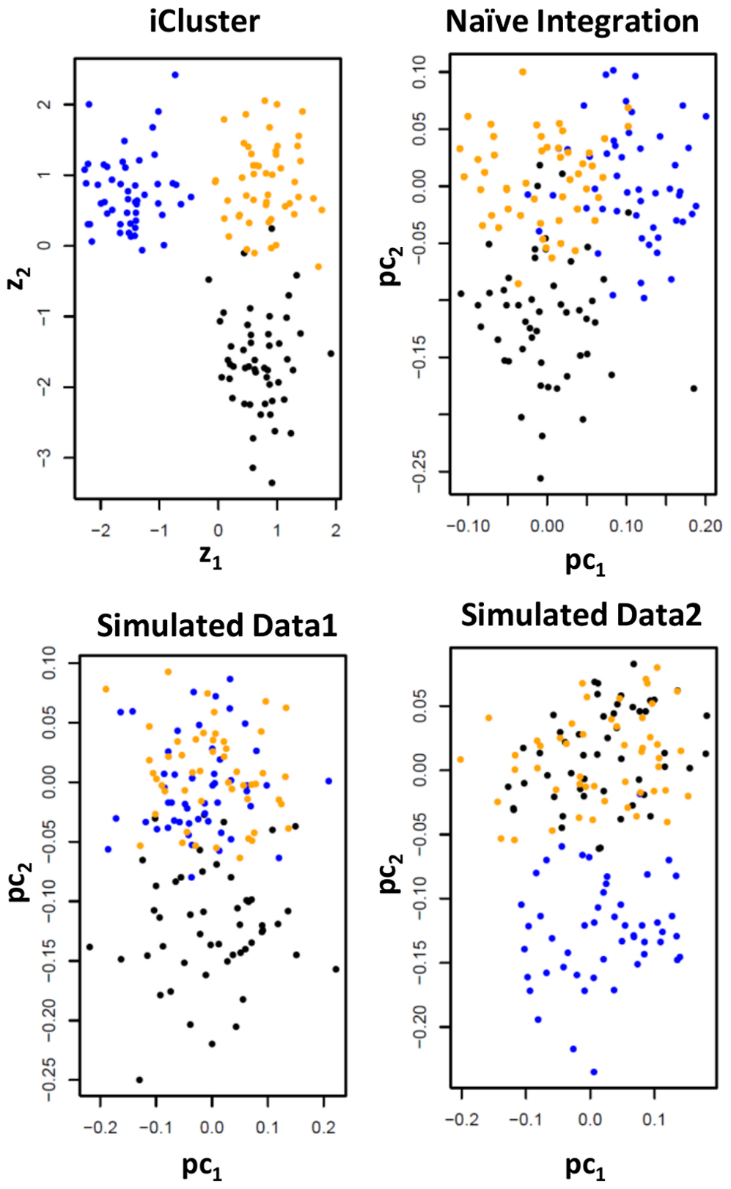 iCluster
z2
2
1
0
−1
−2
−3
−2 −1 0 1 2
z1
Naïve Integration
pc2
0.10
0.05
0.00
−0.05
−0.15
−0.25
−0.10 0.00 0.10 0.20
pc1
Simulated Data1
pc2
0.10
0.05
0.00
−0.05
−0.10
−0.15
−0.20
−0.25
−0.2 −0.1 0.0 0.1 0.2
pc1
Simulated Data2
pc2
0.05
0.00
−0.05
−0.10
−0.15
−0.20
−0.2 −0.1 0.0 0.1
pc1